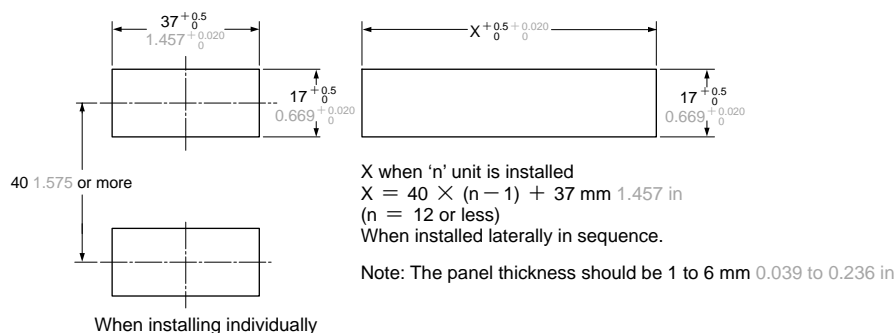 37 +0.5 0
1.457 +0.020 0
X +0.5 0 +0.020 0
17 +0.5 0
0.669 +0.020 0
17 +0.5 0
0.669 +0.020 0
40 1.575 or more
X when ‘n’ unit is installed
X = 40 × (n−1) + 37 mm 1.457 in
(n = 12 or less)
When installed laterally in sequence.
Note: The panel thickness should be 1 to 6 mm 0.039 to 0.236 in
When installing individually